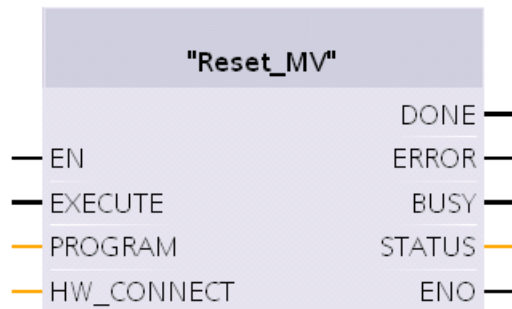 "Reset_MV"
DONE
EN ERROR
EXECUTE BUSY
PROGRAM STATUS
HW_CONNECT ENO